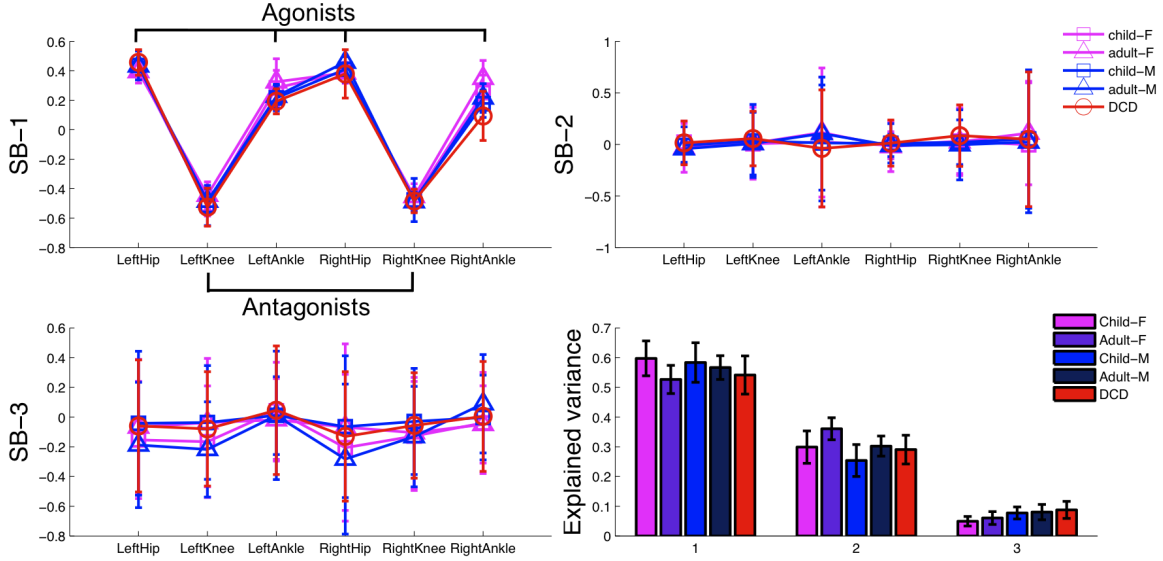 Agonists
SB-1
0.6
0.4
0.2
0
−0.2
−0.4
−0.6
−0.8
LeftHip LeftKnee LeftAnkle RightHip RightKnee RightAnkle
Antagonists
SB-2
1
0.5
0
−0.5
−1
LeftHip LeftKnee LeftAnkle RightHip RightKnee RightAnkle
child−F
adult−F
child−M
adult−M
DCD
SB-3
0.6
0.4
0.2
0
−0.2
−0.4
−0.6
−0.8
LeftHip LeftKnee LeftAnkle RightHip RightKnee RightAnkle
Explained variance
0.7
0.6
0.5
0.4
0.3
0.2
0.1
0
1 2 3
Child−F
Adult−F
Child−M
Adult−M
DCD